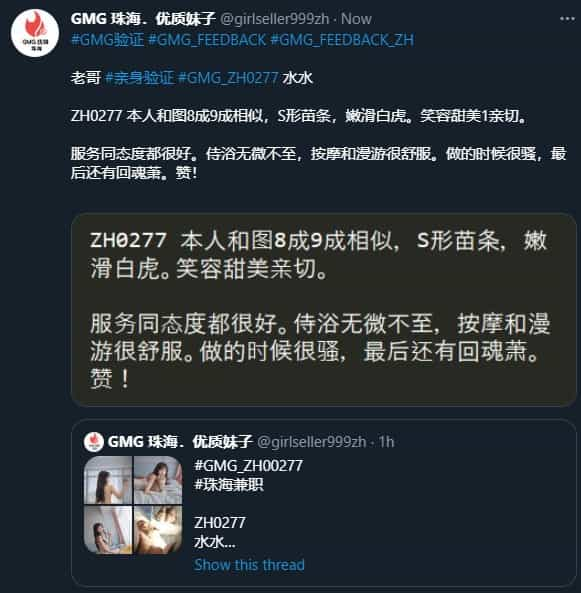 GMG 珠海．优质妹子 @girlseller999zh · Now
#GMG验证 #GMG_FEEDBACK #GMG_FEEDBACK_ZH
老哥 #亲身验证 #GMG_ZH0277 水水
ZH0277 本人和图8成9成相似，S形苗条，嫩滑白虎。笑容甜美1亲切。
服务同态度都很好。侍浴无微不至，按摩和漫游很舒服。做的时候很骚，最
后还有回魂萧。赞！
ZH0277 本人和图8成9成相似，S形苗条，嫩
滑白虎。笑容甜美亲切。
服务同态度都很好。侍浴无微不至，按摩和漫
游很舒服。做的时候很骚，最后还有回魂萧。
赞！
GMG 珠海．优质妹子 @girlseller999zh · 1h
#GMG_ZH00277
#珠海兼职
ZH0277
水水...
Show this thread